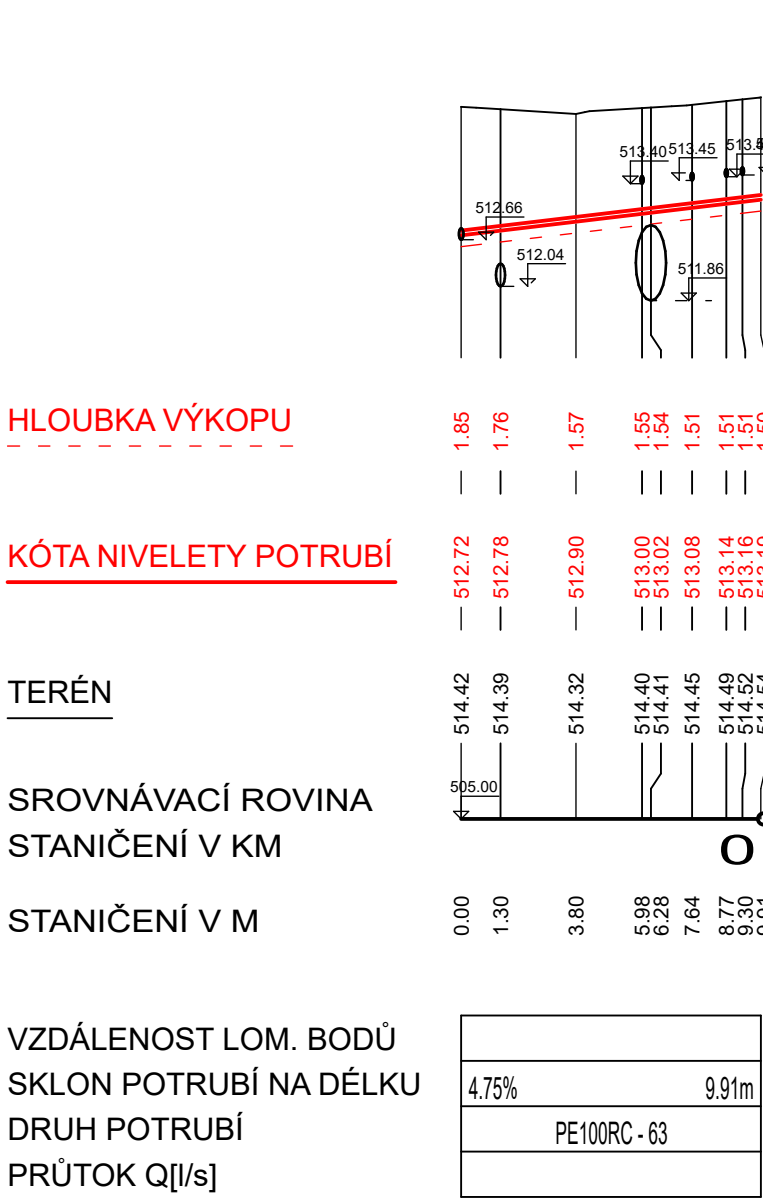 513.40 513.45
512.66
512.04
511.86
HLOUBKA VÝKOPU 1.85 1.76 1.57 1.55 1.54 1.51 1.51 1.51
KÓTA NIVELETY POTRUBÍ 512.72 512.78 512.90 513.00 513.02 513.08 513.14 513.16
TERÉN 514.42 514.39 514.32 514.40 514.41 514.45 514.49 514.52
505.00
SROVNÁVACÍ ROVINA
STANIČENÍ V KM O
STANIČENÍ V M 0.00 1.30 3.80 5.98 6.28 7.64 8.77 9.30
VZDÁLENOST LOM. BODŮ
SKLON POTRUBÍ NA DÉLKU 4.75% 9.91m
DRUH POTRUBÍ PE100RC - 63
PRŮTOK Q[l/s]